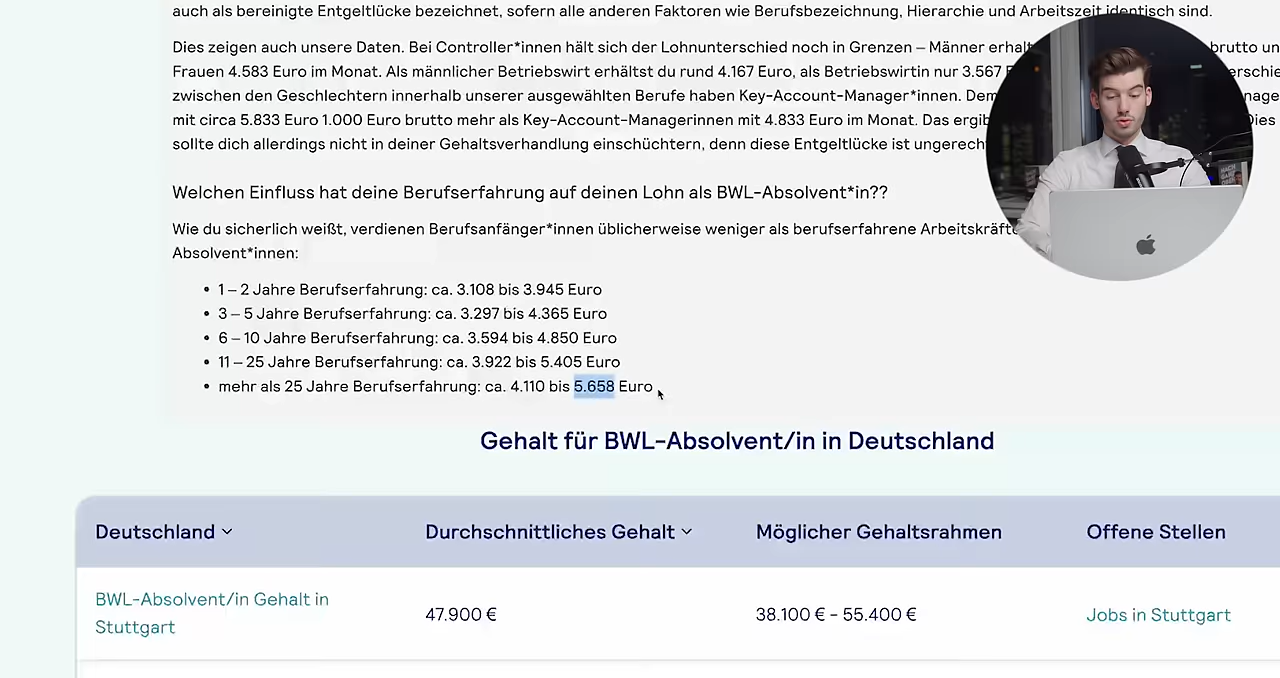 auch als bereinigte Entgeltlücke bezeichnet, sofern alle anderen Faktoren wie Berufsbezeichnung, Hierarchie und Arbeitszeit identisch sind.
Dies zeigen auch unsere Daten. Bei Controller*innen hält sich der Lohnunterschied noch in Grenzen – Männer erhalt brutto un
Frauen 4.583 Euro im Monat. Als männlicher Betriebswirt erhältst du rund 4.167 Euro, als Betriebswirtin nur 3.567 erschie
zwischen den Geschlechtern innerhalb unserer ausgewählten Berufe haben Key-Account-Manager*innen. Dem nage
mit circa 5.833 Euro 1.000 Euro brutto mehr als Key-Account-Managerinnen mit 4.833 Euro im Monat. Das ergib Dies
sollte dich allerdings nicht in deiner Gehaltsverhandlung einschüchtern, denn diese Entgeltlücke ist ungerech
Welchen Einfluss hat deine Berufserfahrung auf deinen Lohn als BWL-Absolvent*in??
Wie du sicherlich weißt, verdienen Berufsanfänger*innen üblicherweise weniger als berufserfahrene Arbeitskräfte
Absolvent*innen:
• 1 – 2 Jahre Berufserfahrung: ca. 3.108 bis 3.945 Euro
• 3 – 5 Jahre Berufserfahrung: ca. 3.297 bis 4.365 Euro
• 6 – 10 Jahre Berufserfahrung: ca. 3.594 bis 4.850 Euro
• 11 – 25 Jahre Berufserfahrung: ca. 3.922 bis 5.405 Euro
• mehr als 25 Jahre Berufserfahrung: ca. 4.110 bis 5.658 Euro
Gehalt für BWL-Absolvent/in in Deutschland
Deutschland Durchschnittliches Gehalt Möglicher Gehaltsrahmen Offene Stellen
BWL-Absolvent/in Gehalt in
Stuttgart
47.900 € 38.100 € - 55.400 € Jobs in Stuttgart